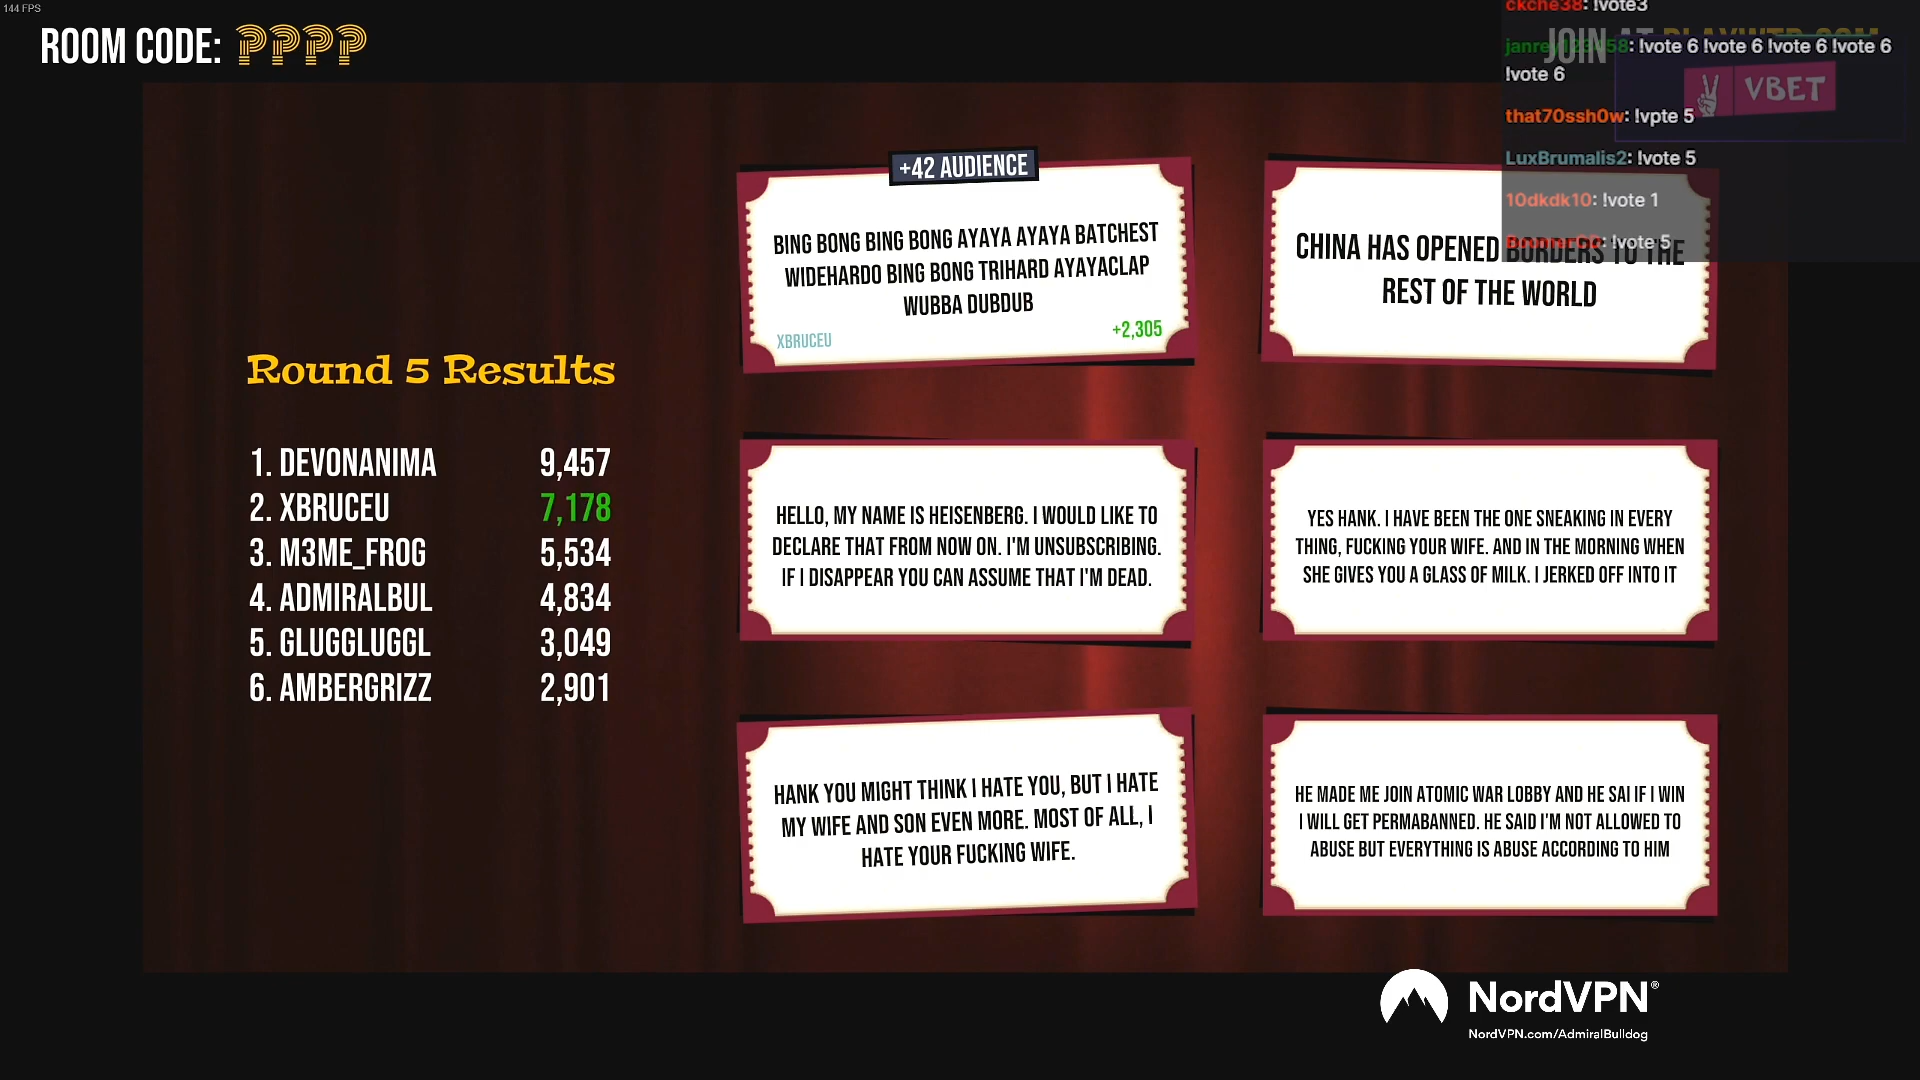 144 FPS
ROOM CODE: ????
JOIN AT
ckche38: !vote3
: !vote 6 !vote 6 !vote 6 !vote 6
!vote 6
VBET
that70ssh0w: !vpte 5
LuxBrumalis2: !vote 5
10dkdk10: !vote 1
: !vote 5
+42 AUDIENCE
BING BONG BING BONG AYAYA AYAYA BATCHEST
WIDEHARDO BING BONG TRIHARD AYAYACLAP
WUBBA DUBDUB
XBRUCEU
+2,305
CHINA HAS OPENED BORDERS TO THE
REST OF THE WORLD
Round 5 Results
1. DEVONANIMA 9,457
2. XBRUCEU 7,178
3. M3ME_FROG 5,534
4. ADMIRALBUL 4,834
5. GLUGGLUGGL 3,049
6. AMBERGRIZZ 2,901
HELLO, MY NAME IS HEISENBERG. I WOULD LIKE TO
DECLARE THAT FROM NOW ON. I'M UNSUBSCRIBING.
IF I DISAPPEAR YOU CAN ASSUME THAT I'M DEAD.
YES HANK. I HAVE BEEN THE ONE SNEAKING IN EVERY
THING, FUCKING YOUR WIFE. AND IN THE MORNING WHEN
SHE GIVES YOU A GLASS OF MILK. I JERKED OFF INTO IT
HANK YOU MIGHT THINK I HATE YOU, BUT I HATE
MY WIFE AND SON EVEN MORE. MOST OF ALL, I
HATE YOUR FUCKING WIFE.
HE MADE ME JOIN ATOMIC WAR LOBBY AND HE SAI IF I WIN
I WILL GET PERMABANNED. HE SAID I'M NOT ALLOWED TO
ABUSE BUT EVERYTHING IS ABUSE ACCORDING TO HIM
NordVPN®
NordVPN.com/AdmiralBulldog